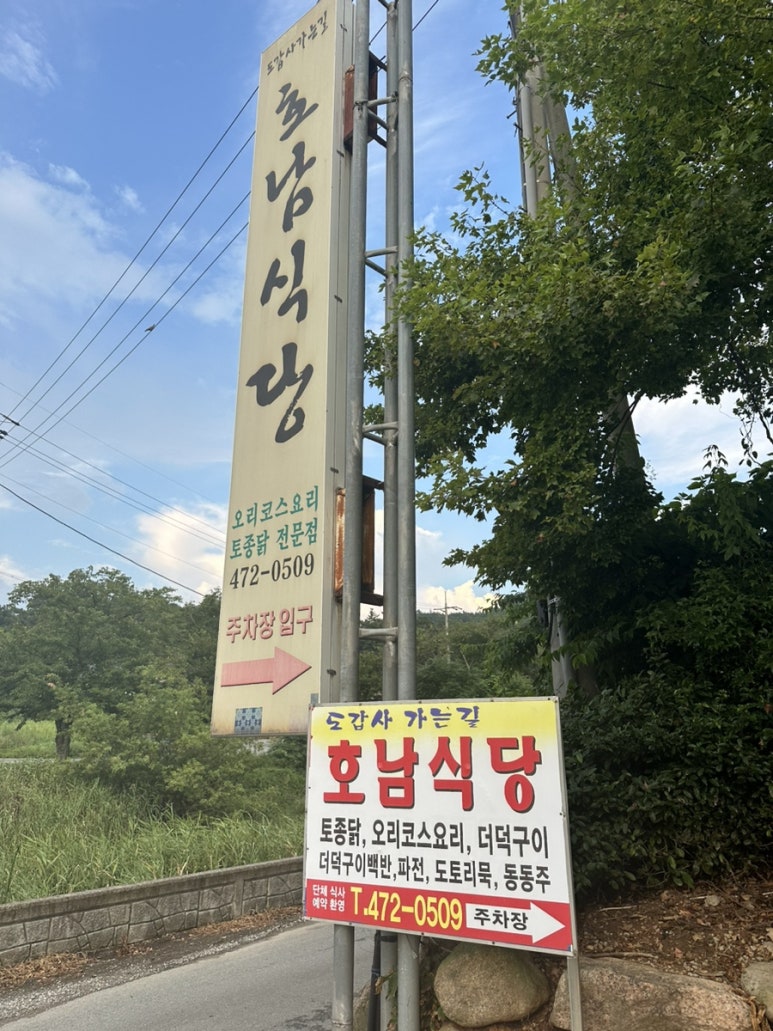 도갑사가는길
호남식당
오리코스요리
토종닭 전문점
472-0509
주차장 입구
도갑사 가는길
호남식당
토종닭, 오리코스요리, 더덕구이
더덕구이백반, 파전, 도토리묵, 동동주
단체 식사
예약 환영
T.472-0509
주차장